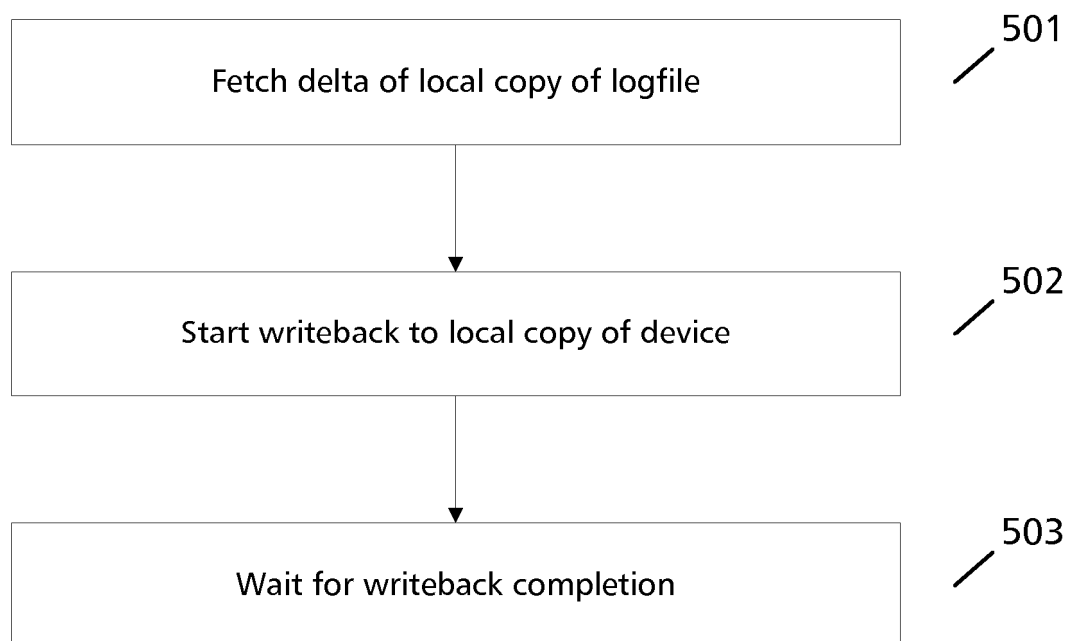 501
Fetch delta of local copy of logfile
502
Start writeback to local copy of device
503
Wait for writeback completion